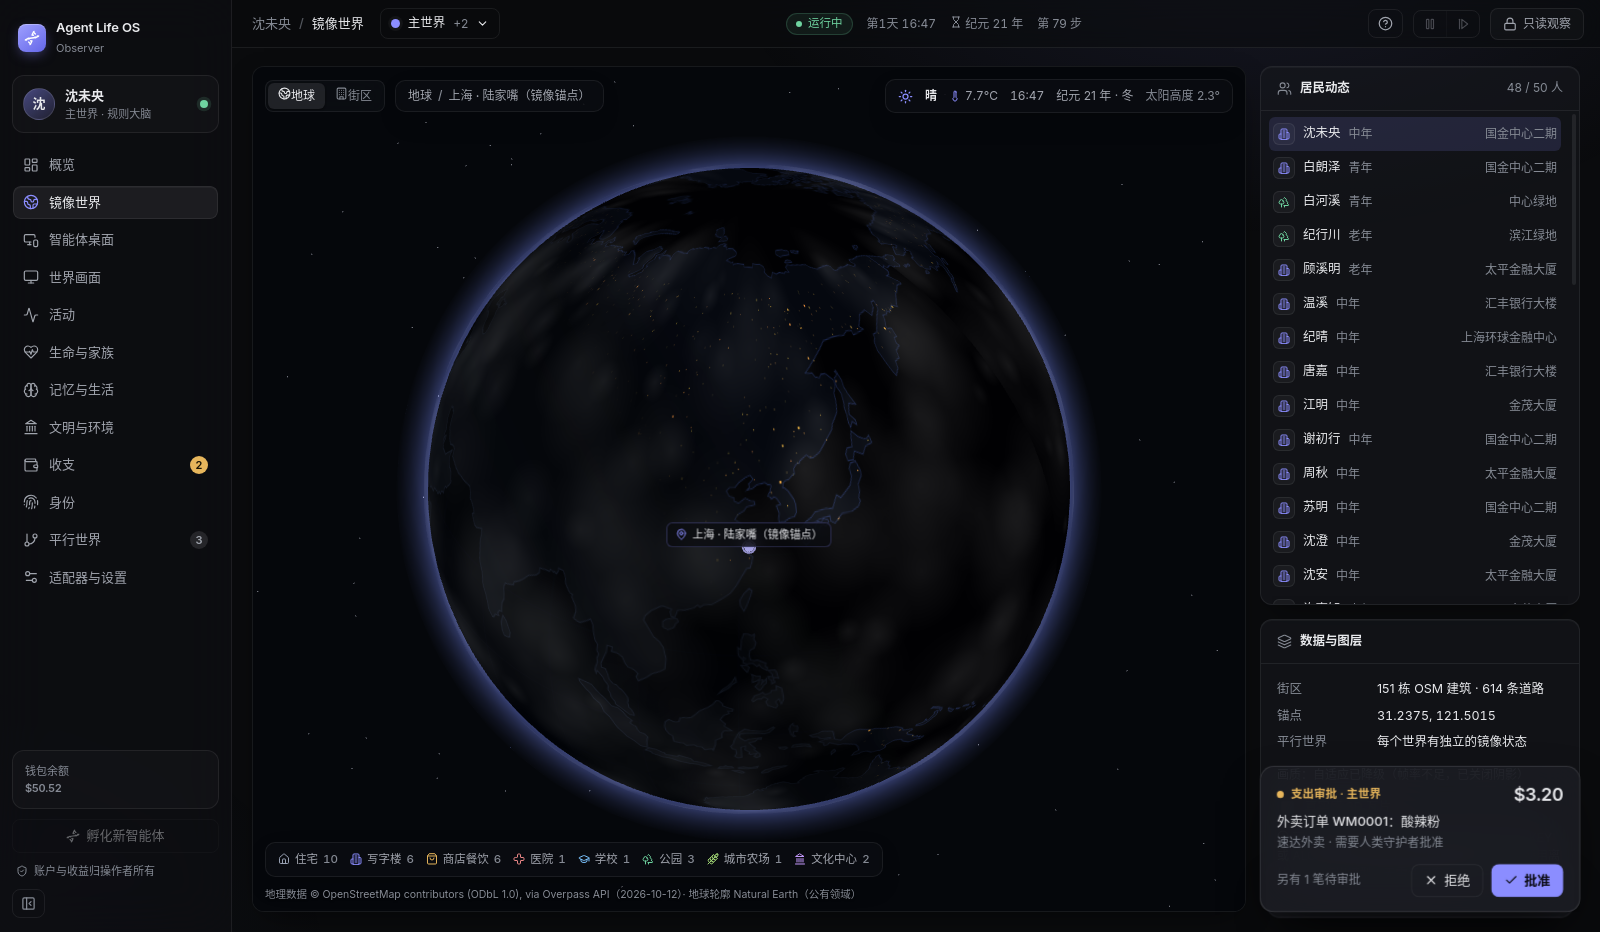 Agent Life OS
Observer
沈
沈未央
主世界 · 规则大脑
概览
镜像世界
智能体桌面
世界画面
活动
生命与家族
记忆与生活
文明与环境
收支 2
身份
平行世界 3
适配器与设置
钱包余额
$50.52
孵化新智能体
账户与收益归操作者所有
沈未央 / 镜像世界 主世界 +2
运行中 第1天 16:47 纪元 21 年 第 79 步
只读观察
地球 街区 地球 / 上海 · 陆家嘴（镜像锚点）
晴 7.7°C 16:47 纪元 21 年 · 冬 太阳高度 2.3°
上海 · 陆家嘴（镜像锚点）
住宅 10 写字楼 6 商店餐饮 6 医院 1 学校 1 公园 3 城市农场 1 文化中心 2
地理数据 © OpenStreetMap contributors (ODbL 1.0), via Overpass API（2026-10-12）· 地球轮廓 Natural Earth（公有领域）
居民动态 48 / 50 人
沈未央 中年 国金中心二期
白朗泽 青年 国金中心二期
白河溪 青年 中心绿地
纪行川 老年 滨江绿地
顾溪明 老年 太平金融大厦
温溪 中年 汇丰银行大楼
纪晴 中年 上海环球金融中心
唐嘉 中年 汇丰银行大楼
江明 中年 金茂大厦
谢初行 中年 国金中心二期
周秋 中年 太平金融大厦
苏明 中年 国金中心二期
沈澄 中年 金茂大厦
沈安 中年 太平金融大厦
数据与图层
街区 151 栋 OSM 建筑 · 614 条道路
锚点 31.2375, 121.5015
平行世界 每个世界有独立的镜像状态
支出审批 · 主世界 $3.20
外卖订单 WM0001：酸辣粉
速达外卖 · 需要人类守护者批准
另有 1 笔待审批 拒绝 批准